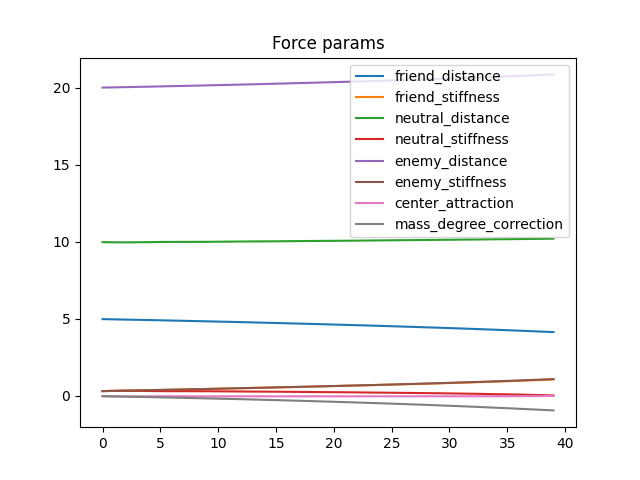 Force params
friend_distance
friend_stiffness
neutral_distance
neutral_stiffness
enemy_distance
enemy_stiffness
center_attraction
mass_degree_correction
20
15
10
5
0
0 5 10 15 20 25 30 35 40